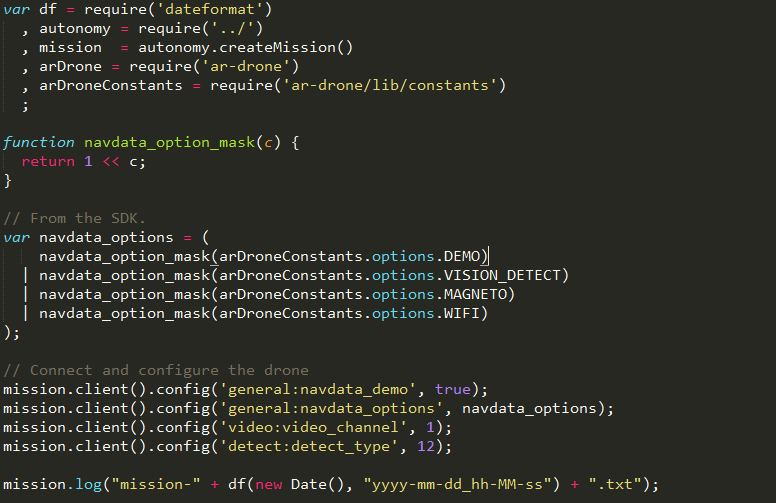 var df = require('dateformat')
  , autonomy = require('../')
  , mission  = autonomy.createMission()
  , arDrone = require('ar-drone')
  , arDroneConstants = require('ar-drone/lib/constants')
  ;
function navdata_option_mask(c) {
  return 1 << c;
}
// From the SDK.
var navdata_options = (
    navdata_option_mask(arDroneConstants.options.DEMO)
  | navdata_option_mask(arDroneConstants.options.VISION_DETECT)
  | navdata_option_mask(arDroneConstants.options.MAGNETO)
  | navdata_option_mask(arDroneConstants.options.WIFI)
);
// Connect and configure the drone
mission.client().config('general:navdata_demo', true);
mission.client().config('general:navdata_options', navdata_options);
mission.client().config('video:video_channel', 1);
mission.client().config('detect:detect_type', 12);
mission.log("mission-" + df(new Date(), "yyyy-mm-dd_hh-MM-ss") + ".txt");